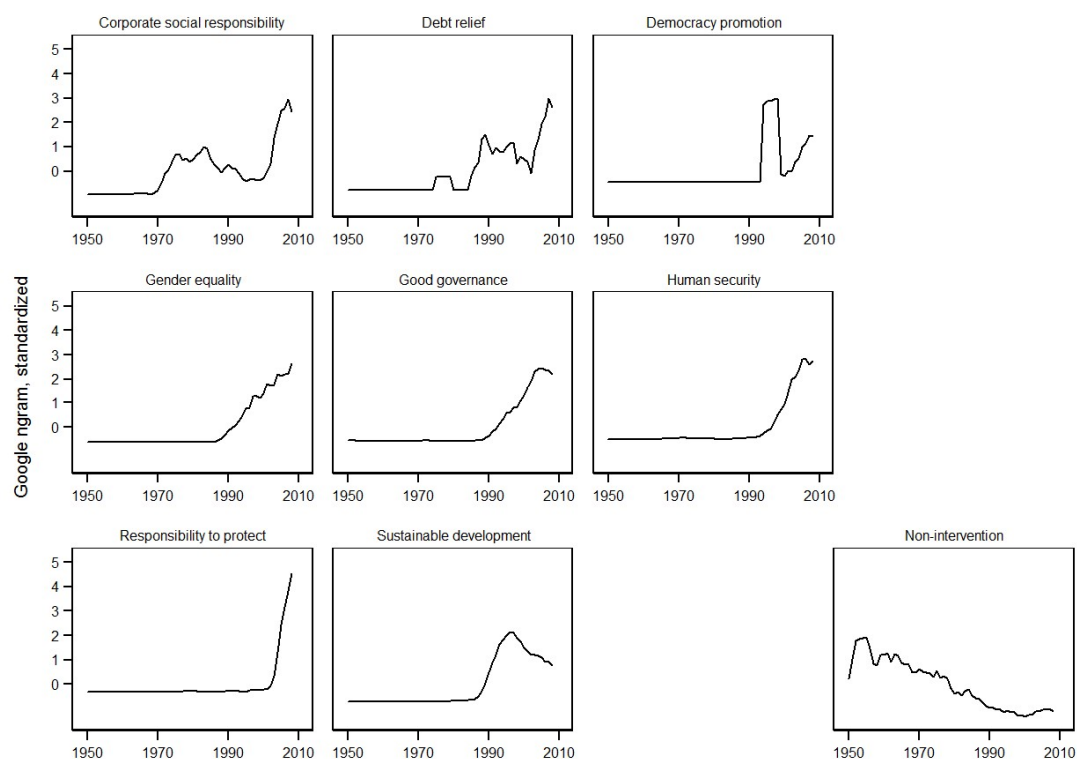 Corporate social responsibility
Debt relief
Democracy promotion
5
4
3
2
1
0
1950 1970 1990 2010
1950 1970 1990 2010
1950 1970 1990 2010
Google ngram, standardized
Gender equality
Good governance
Human security
5
4
3
2
1
0
1950 1970 1990 2010
1950 1970 1990 2010
1950 1970 1990 2010
Responsibility to protect
Sustainable development
Non-intervention
5
4
3
2
1
0
1950 1970 1990 2010
1950 1970 1990 2010
1950 1970 1990 2010